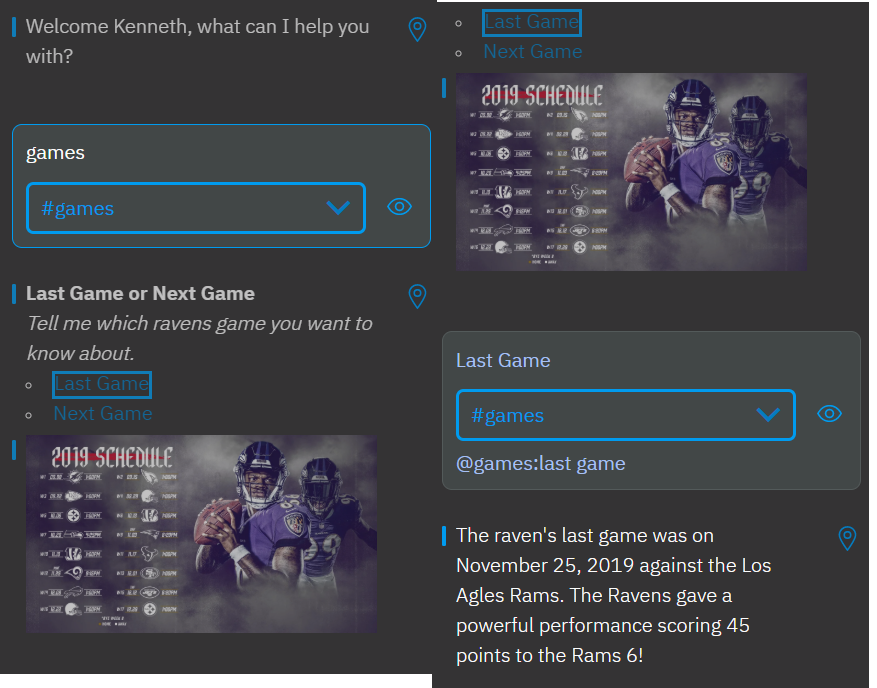 Welcome Kenneth, what can I help you
with?
games
#games
Last Game or Next Game
Tell me which ravens game you want to
know about.
Last Game
Next Game
2019 SCHEDULE
Last Game
Next Game
2019 SCHEDULE
Last Game
#games
@games:last game
The raven's last game was on
November 25, 2019 against the Los
Agles Rams. The Ravens gave a
powerful performance scoring 45
points to the Rams 6!